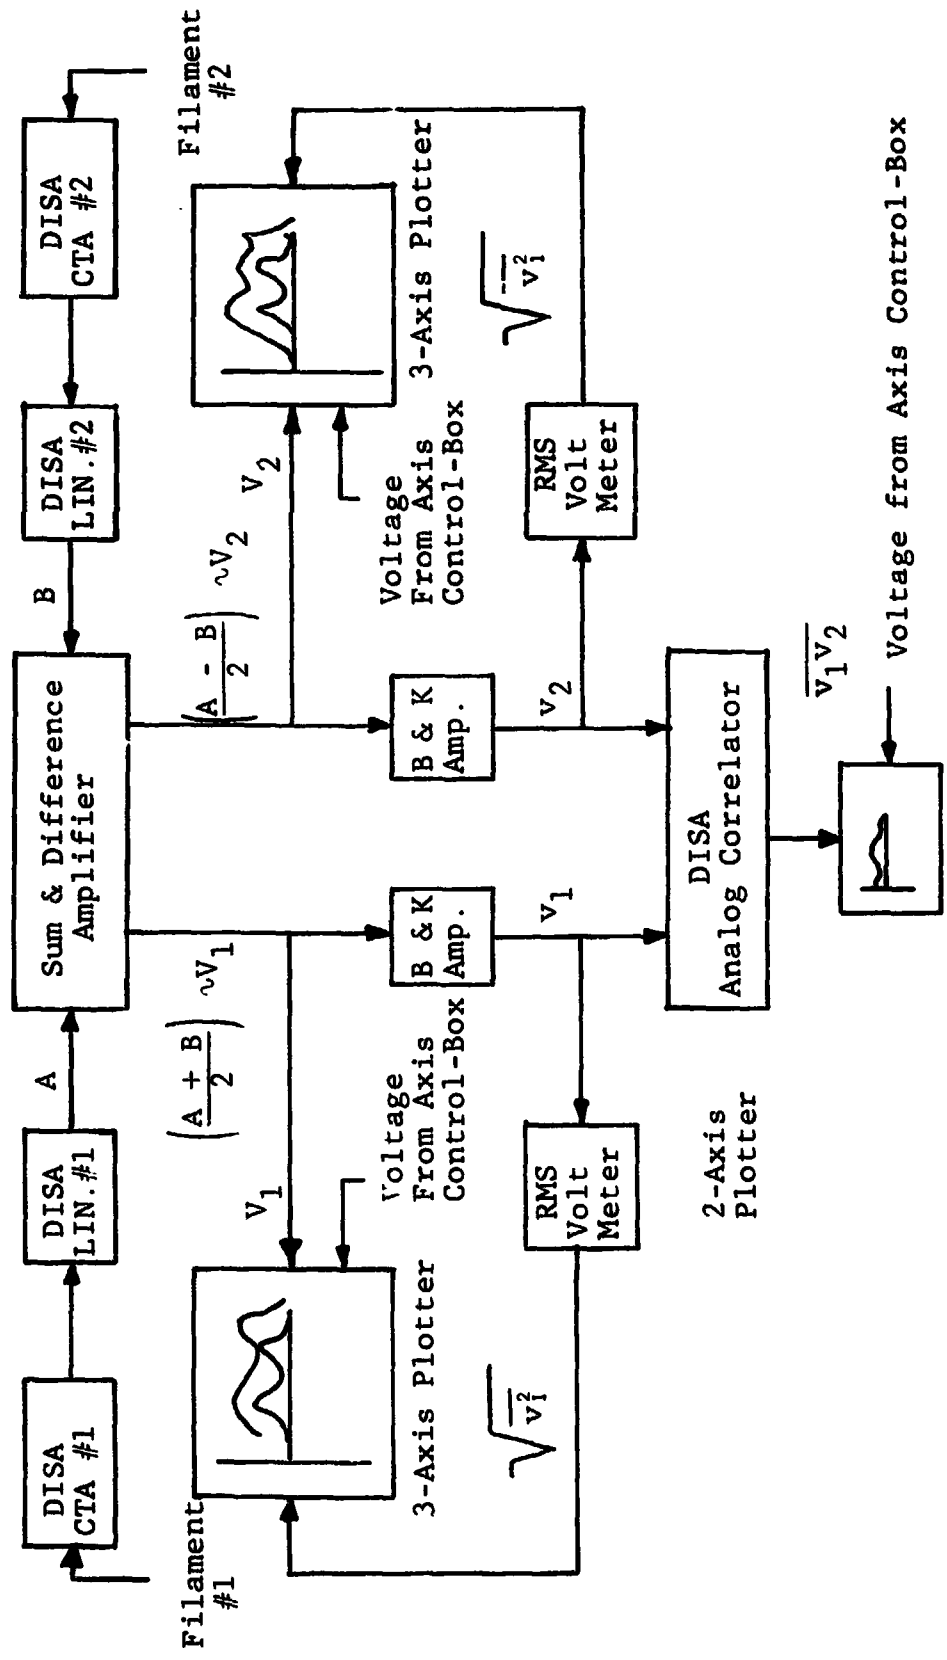 Filament
#1
DISA
CTA #1
DISA
LIN.#1
A
Sum & Difference
Amplifier
B
DISA
LIN.#2
DISA
CTA #2
Filament
#2
(A + B / 2) ~V₁
(A - B / 2) ~V₂
V₁
V₂
3-Axis Plotter
Voltage
From Axis
Control-Box
B & K
Amp.
B & K
Amp.
Voltage
From Axis
Control-Box
3-Axis Plotter
√v̅₁²
RMS
Volt
Meter
v₁
v₂
RMS
Volt
Meter
√v̅₁²
2-Axis
Plotter
DISA
Analog Correlator
v₁v₂
Voltage from Axis Control-Box